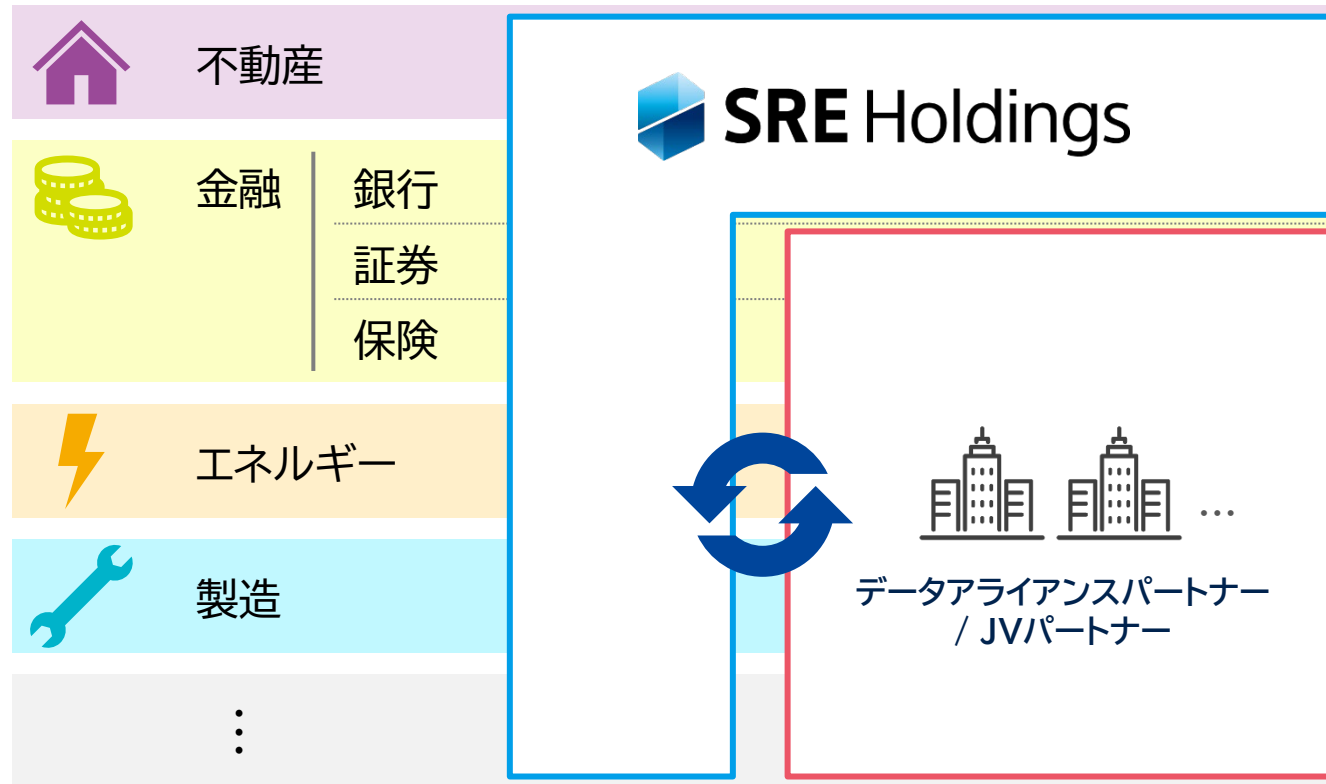 不動産
SRE Holdings
金融
銀行
証券
保険
エネルギー
製造
…
データアライアンスパートナー
/ JVパートナー
⋮